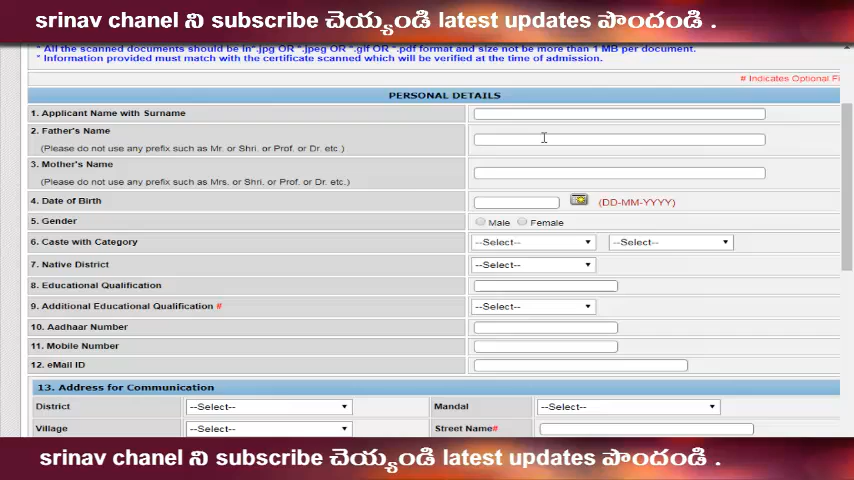 srinav chanel ని subscribe చెయ్యండి latest updates పొందండి .
* All the scanned documents should be in*.jpg OR *.jpeg OR *.gif OR *.pdf format and size not be more than 1 MB per document.
* Information provided must match with the certificate scanned which will be verified at the time of admission.
# Indicates Optional Fi
PERSONAL DETAILS
1. Applicant Name with Surname
2. Father's Name
(Please do not use any prefix such as Mr. or Shri. or Prof. or Dr. etc.)
3. Mother's Name
(Please do not use any prefix such as Mrs. or Shri. or Prof. or Dr. etc.)
4. Date of Birth (DD-MM-YYYY)
5. Gender Male Female
6. Caste with Category --Select-- --Select--
7. Native District --Select--
8. Educational Qualification
9. Additional Educational Qualification # --Select--
10. Aadhaar Number
11. Mobile Number
12. eMail ID
13. Address for Communication
District --Select-- Mandal --Select--
Village --Select-- Street Name#
srinav chanel ని subscribe చెయ్యండి latest updates పొందండి .